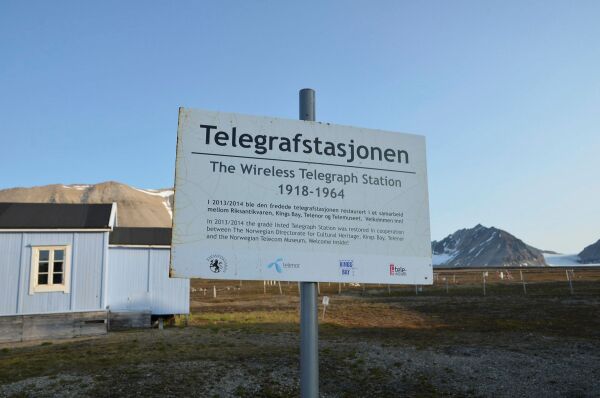 Telegrafstasjonen
The Wireless Telegraph Station
1918-1964
I 2013/2014 ble den fredede telegrafstasjonen restaurert i et samarbeid
mellom Riksantikvaren, Kings Bay, Telenor og Telemuseet. Velkommen inn!
In 2013/2014 the grade listed Telegraph Station was restored in cooperation
between The Norwegian Directorate for Cultural Heritage, Kings Bay, Telenor
and the Norwegian Telecom Museum. Welcome inside!
telenor
KINGS
BAY
tele